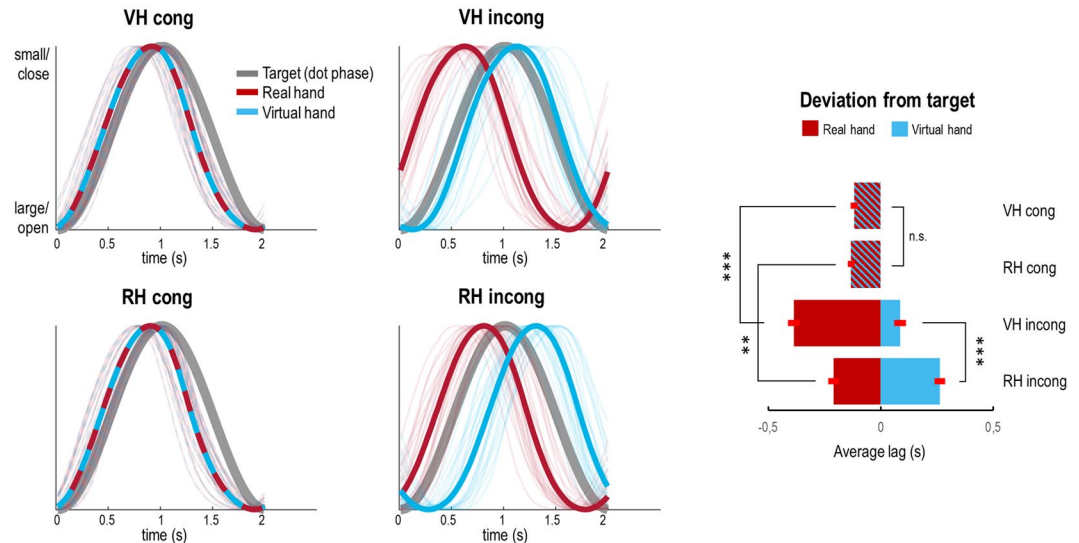 VH cong
small/
close
large/
open
0
0.5
1
1.5
2
time (s)
Target (dot phase)
Real hand
Virtual hand
VH incong
0
0.5
1
1.5
2
time (s)
RH cong
0
0.5
1
1.5
2
time (s)
RH incong
0
0.5
1
1.5
2
time (s)
Deviation from target
Real hand
Virtual hand
VH cong
n.s.
RH cong
***
VH incong
**
***
RH incong
-0,5
0
0,5
Average lag (s)